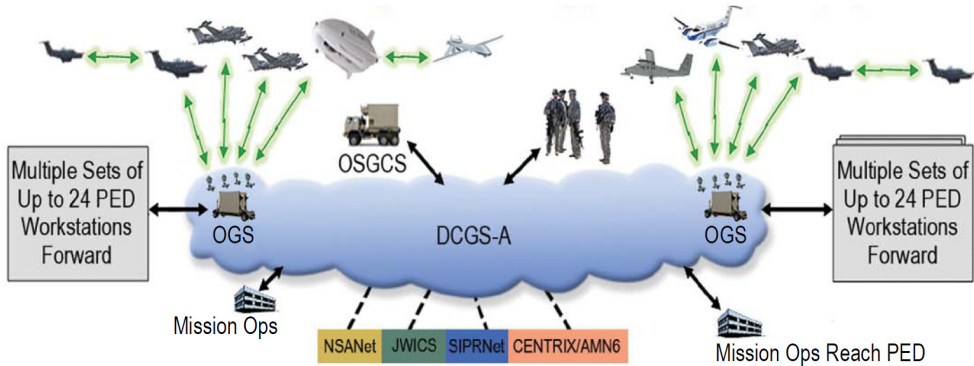 OSGCS
Multiple Sets of
Up to 24 PED
Workstations
Forward
OGS
DCGS-A
OGS
Multiple Sets of
Up to 24 PED
Workstations
Forward
Mission Ops
NSANet
JWICS
SIPRNet
CENTRIX/AMN6
Mission Ops Reach PED